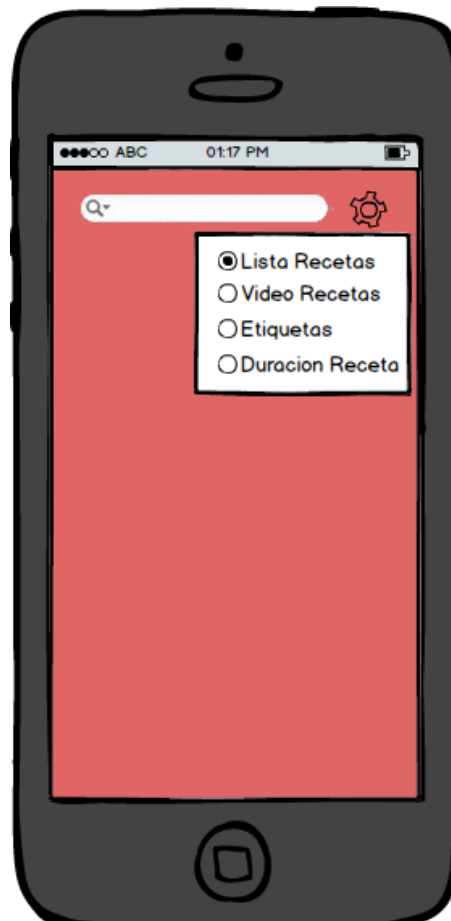 ABC 01:17 PM
Lista Recetas
Video Recetas
Etiquetas
Duracion Receta